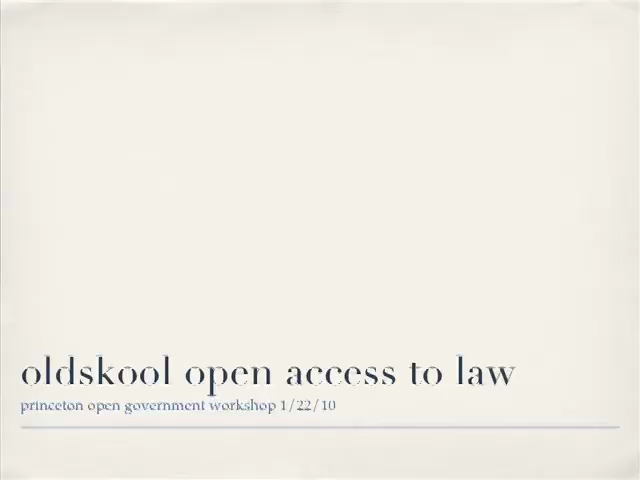 oldskool open access to law
princeton open government workshop 1/22/10